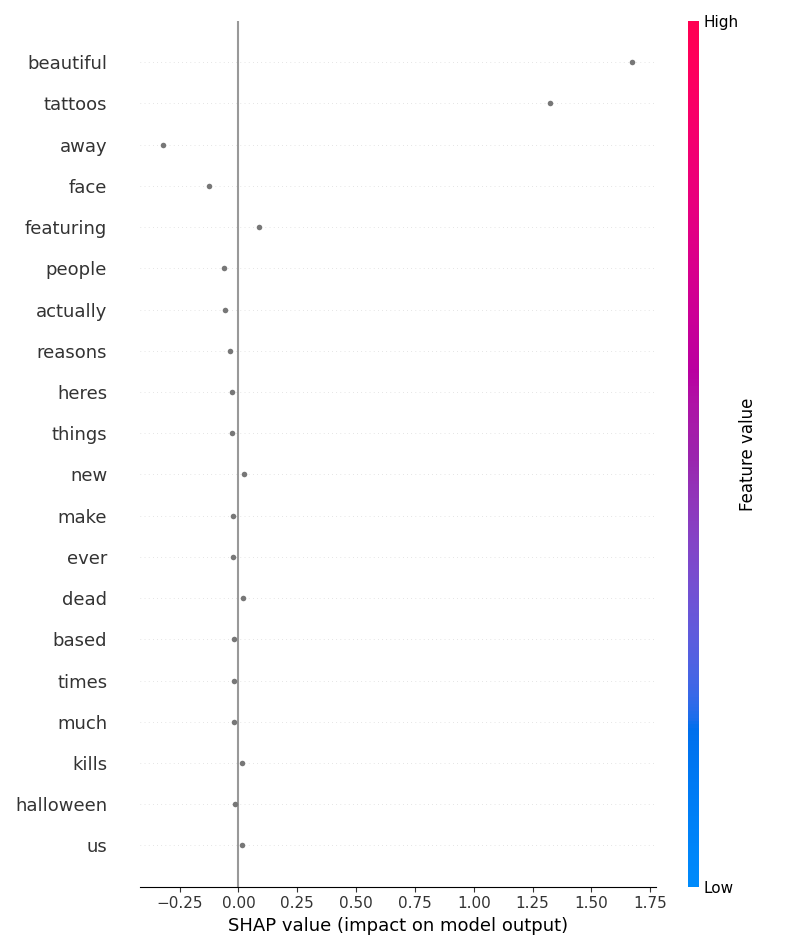 High
beautiful
tattoos
away
face
featuring
people
actually
reasons
heres
things
new
make
ever
dead
based
times
much
kills
halloween
us
Feature value
Low
−0.25 0.00 0.25 0.50 0.75 1.00 1.25 1.50 1.75
SHAP value (impact on model output)